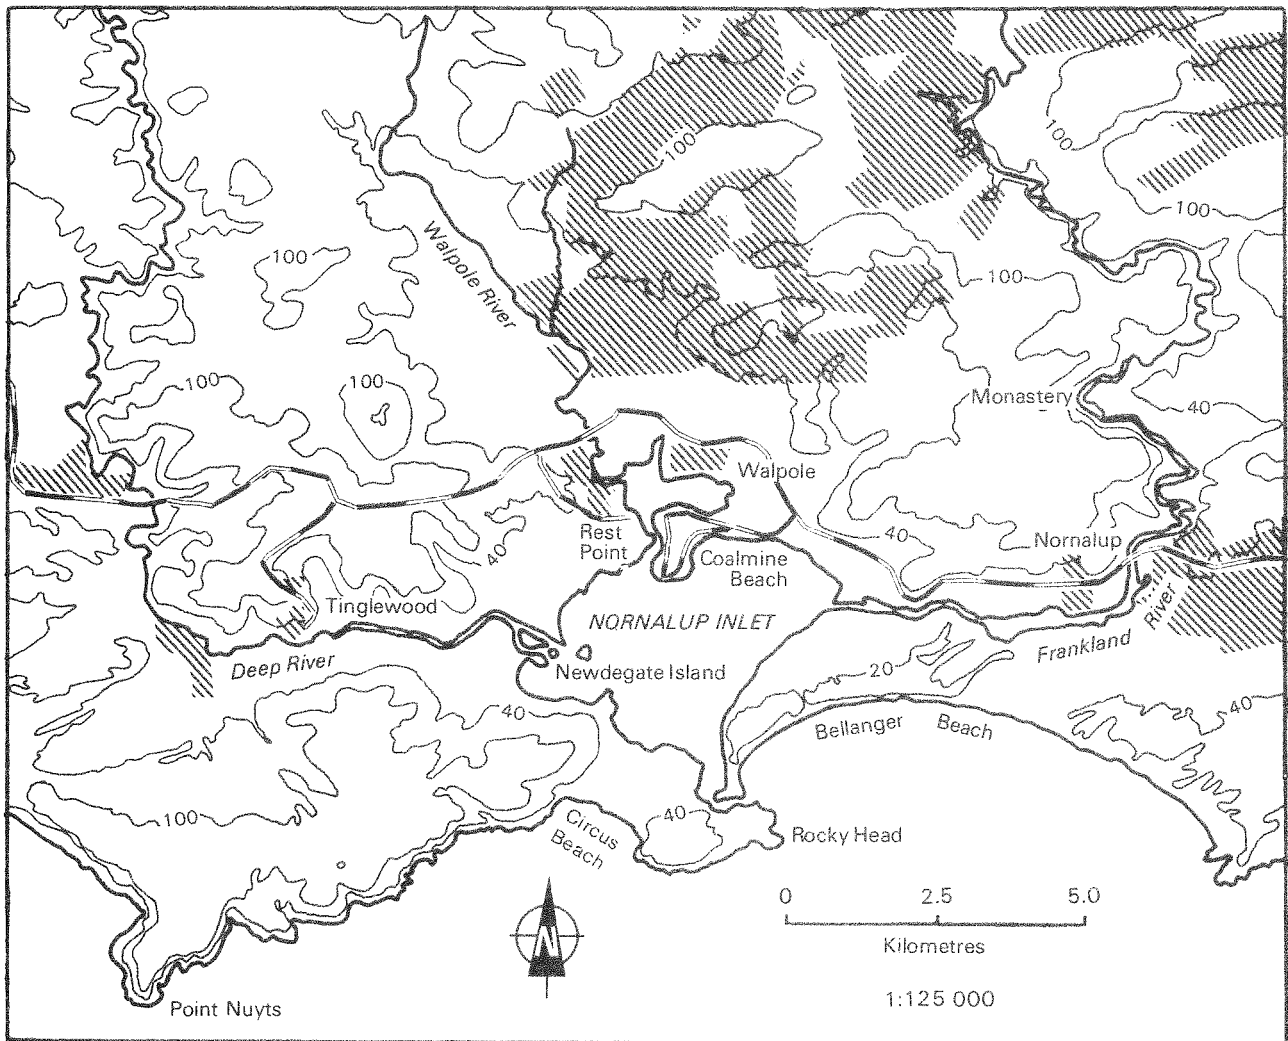 100
100
100
Walpole River
100
100
100
100
Monastery
40
Walpole
40
Rest
Point
Coalmine
Beach
40
Nornalup
Tinglewood
NORNALUP INLET
Deep River
Newdegate Island
Frankland
River
20
40
Bellanger Beach
40
100
Circus
Beach
40
Rocky Head
N
0 2.5 5.0
Kilometres
1:125 000
Point Nuyts